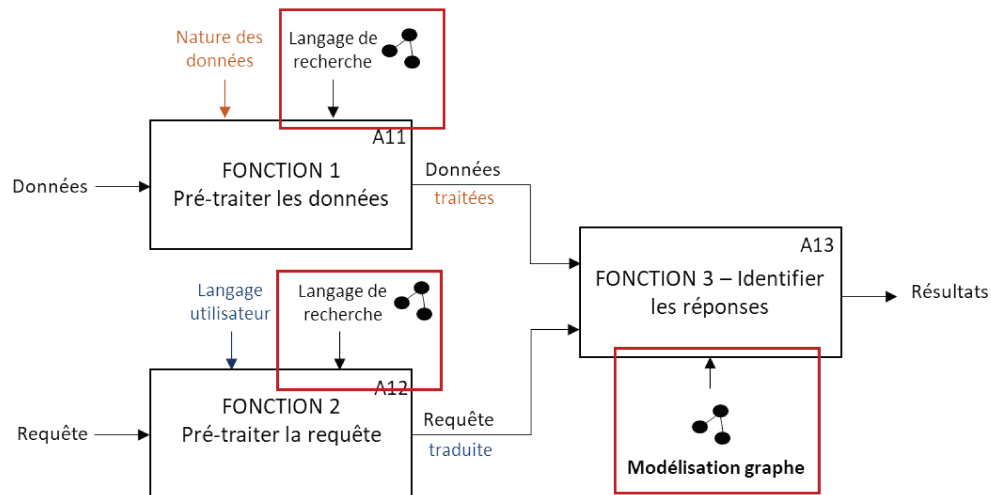 Nature des
données
Langage de
recherche
A11
FONCTION 1
Pré-traiter les données
Données
Données
traitées
A13
FONCTION 3 – Identifier
les réponses
Résultats
Langage
utilisateur
Langage de
recherche
A12
FONCTION 2
Pré-traiter la requête
Requête
Requête
traduite
Modélisation graphe